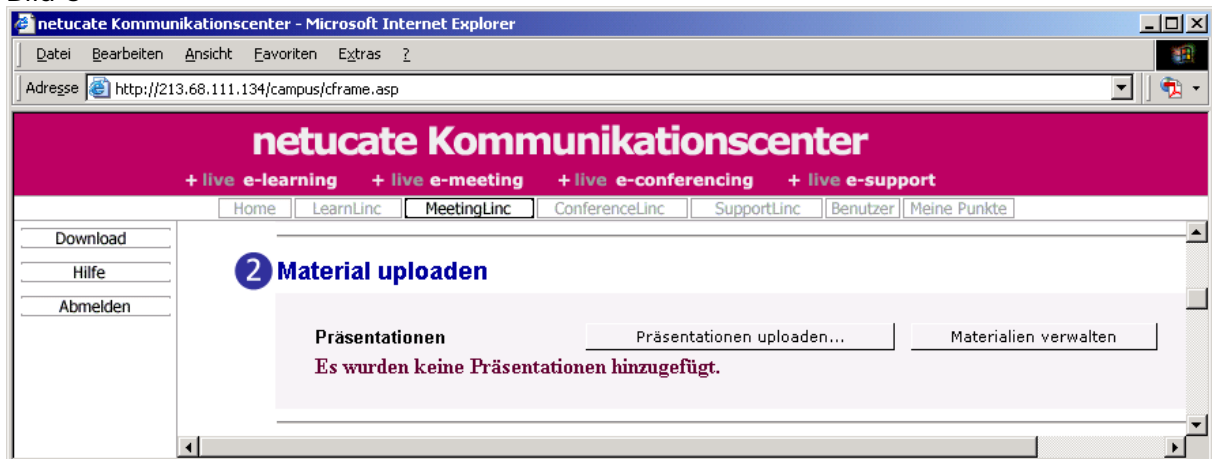 netucate Kommunikationscenter - Microsoft Internet Explorer
Datei Bearbeiten Ansicht Favoriten Extras ?
Adresse http://213.68.111.134/campus/cframe.asp
netucate Kommunikationscenter
+ live e-learning + live e-meeting + live e-conferencing + live e-support
Home LearnLinc MeetingLinc ConferenceLinc SupportLinc Benutzer Meine Punkte
Download
Hilfe
Abmelden
2 Material uploaden
Präsentationen Präsentationen uploaden... Materialien verwalten
Es wurden keine Präsentationen hinzugefügt.